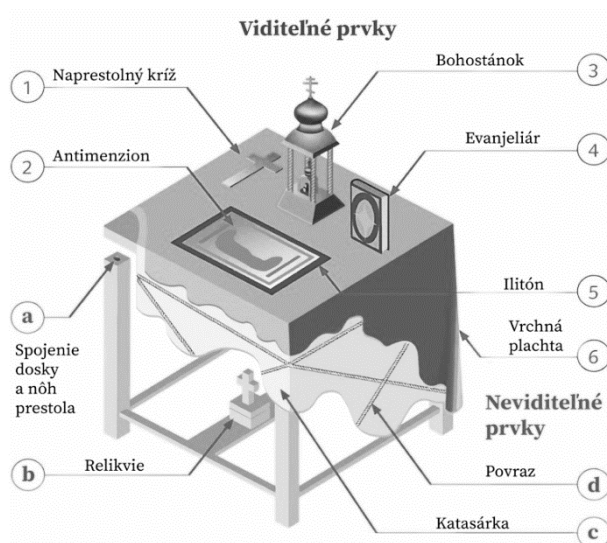 Viditeľné prvky
1 Naprestolný kríž
Bohostánok 3
2 Antimenzion
Evanjeliár 4
Ilitón 5
a
Spojenie
dosky
a nôh
prestola
Vrchná
plachta 6
Neviditeľné
prvky
b Relikvie
Povraz d
Katasárka c